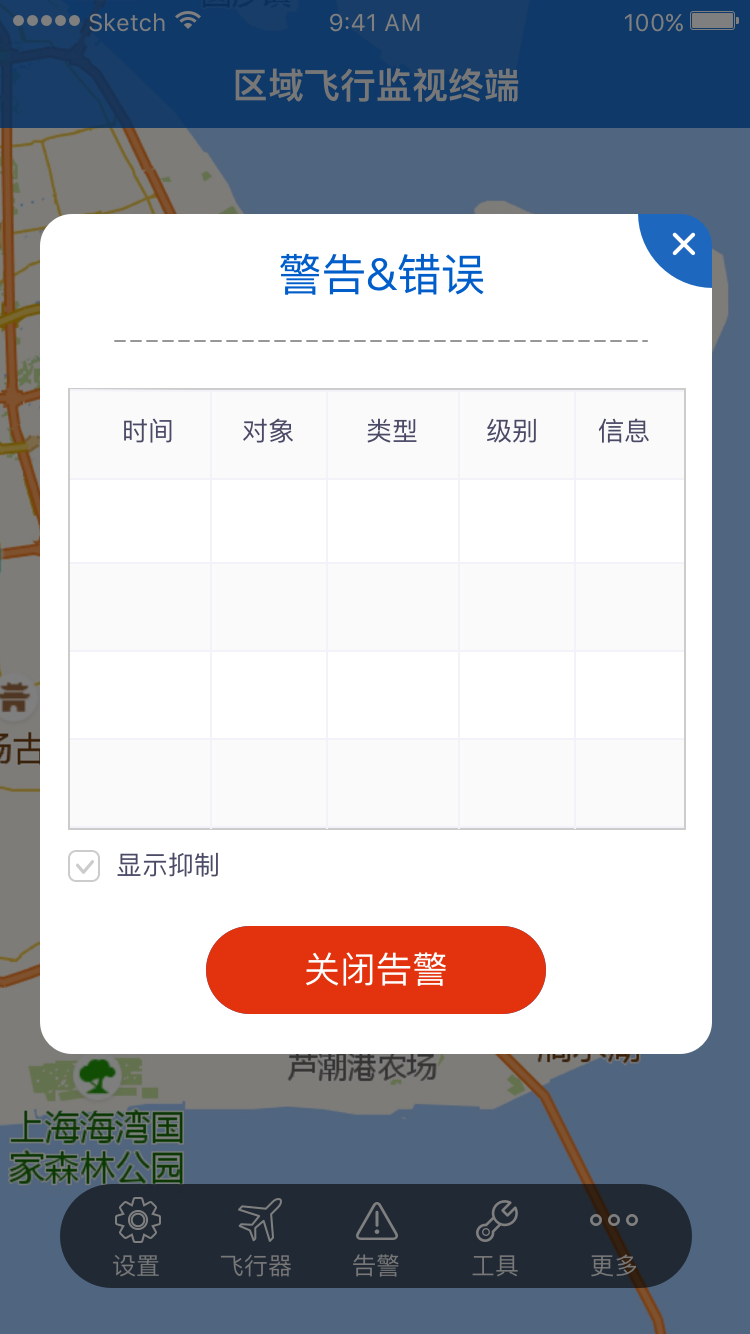 Sketch 9:41 AM 100%
区域飞行监视终端
警告&错误
时间 对象 类型 级别 信息
显示抑制
关闭告警
芦潮港农场
上海海湾国
家森林公园
设置 飞行器 告警 工具 更多